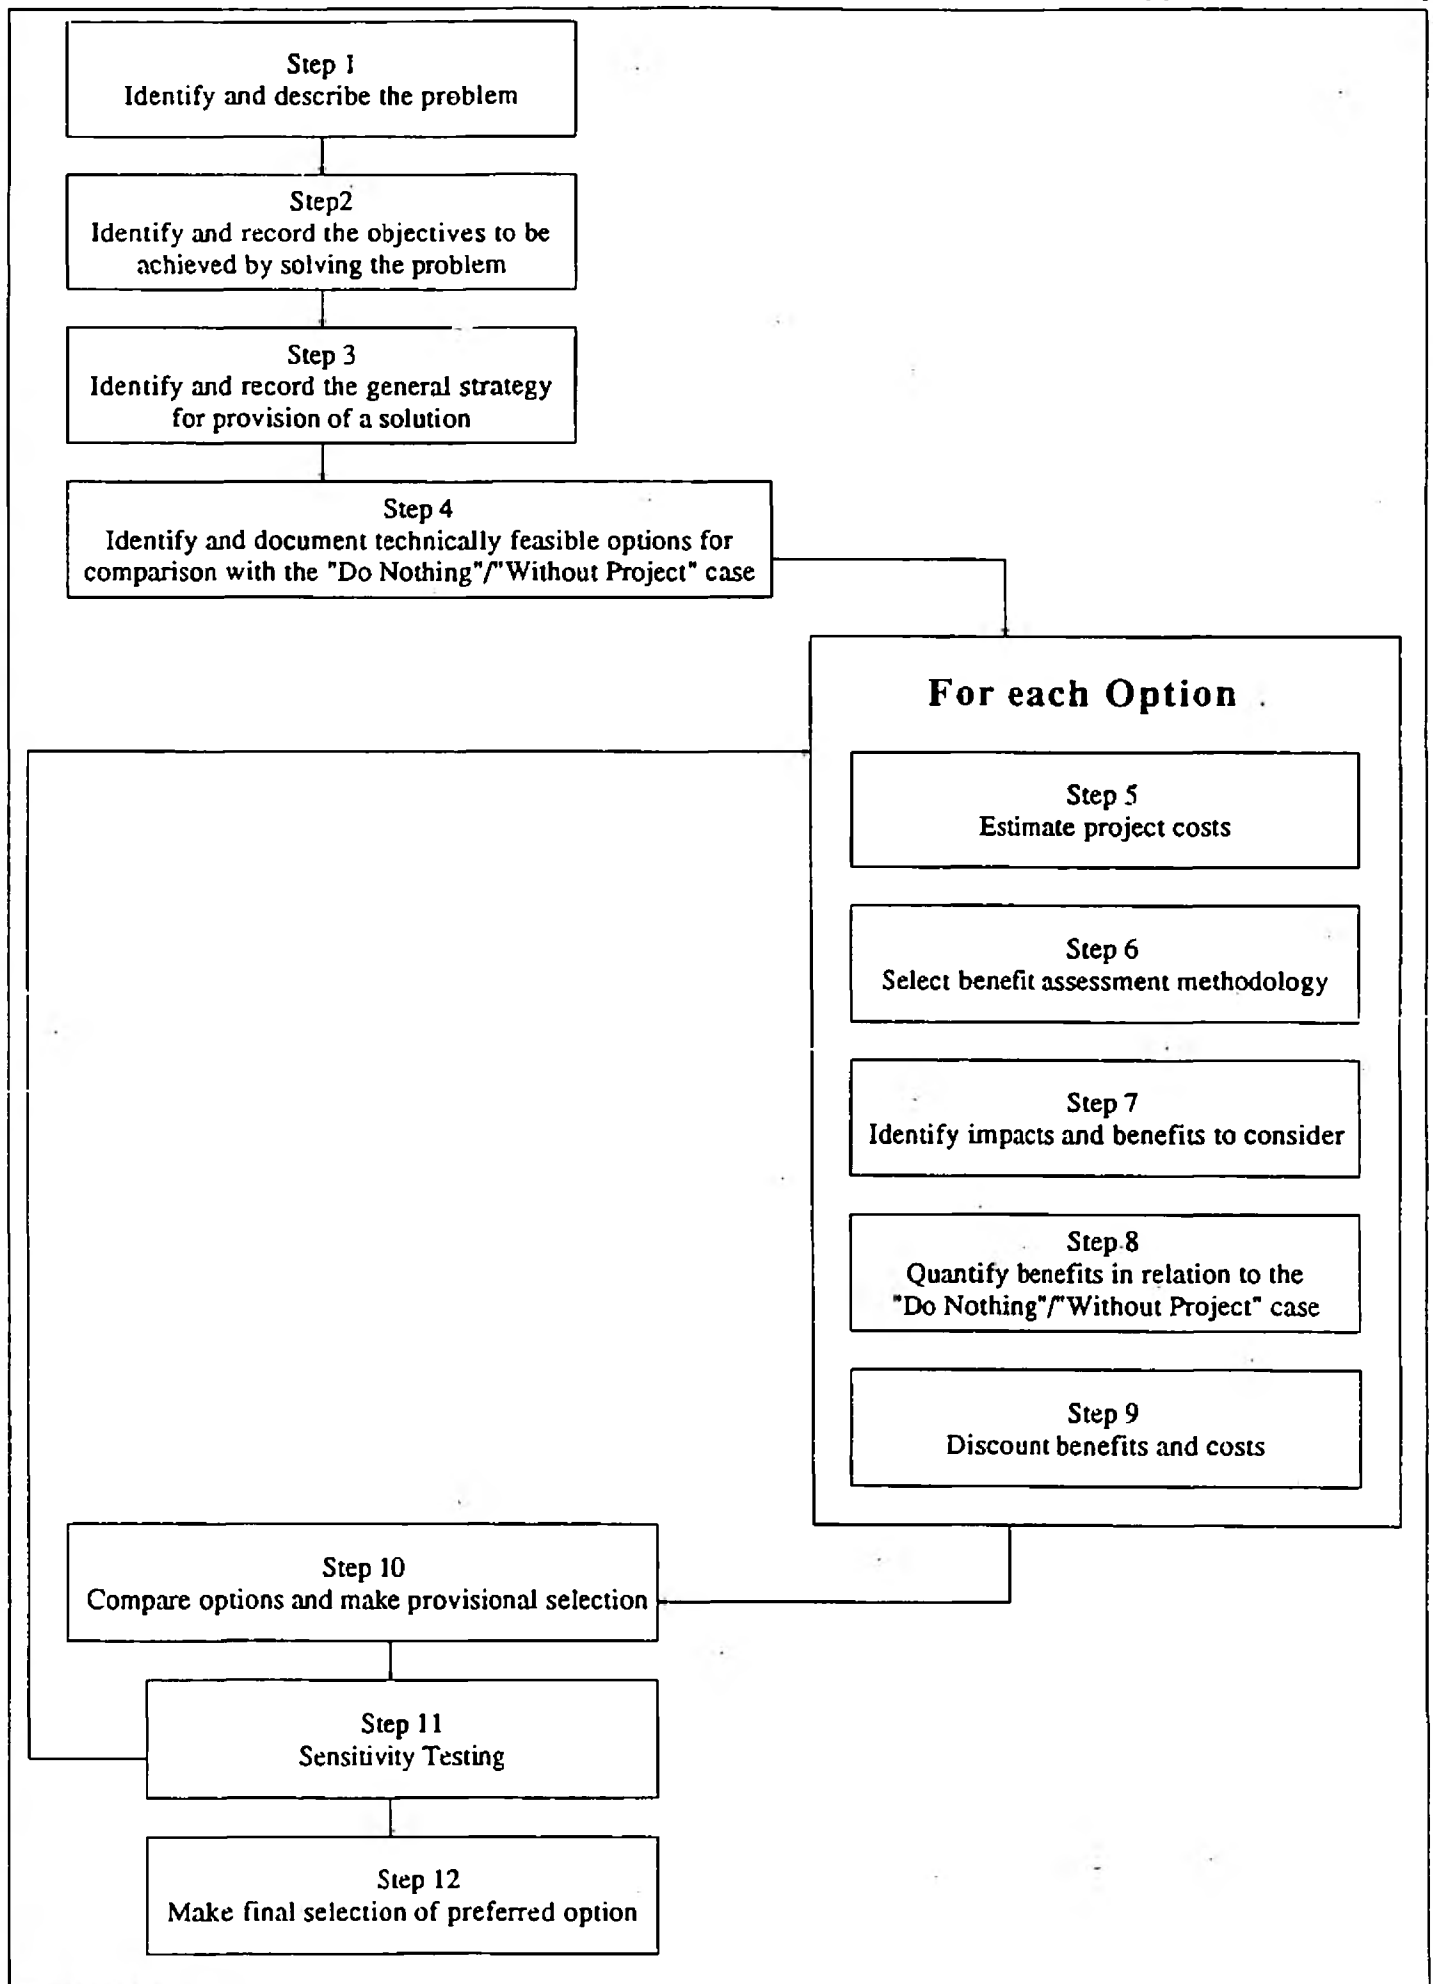 Step 1
Identify and describe the problem
Step2
Identify and record the objectives to be
achieved by solving the problem
Step 3
Identify and record the general strategy
for provision of a solution
Step 4
Identify and document technically feasible options for
comparison with the "Do Nothing"/"Without Project" case
For each Option
Step 5
Estimate project costs
Step 6
Select benefit assessment methodology
Step 7
Identify impacts and benefits to consider
Step 8
Quantify benefits in relation to the
"Do Nothing"/"Without Project" case
Step 9
Discount benefits and costs
Step 10
Compare options and make provisional selection
Step 11
Sensitivity Testing
Step 12
Make final selection of preferred option